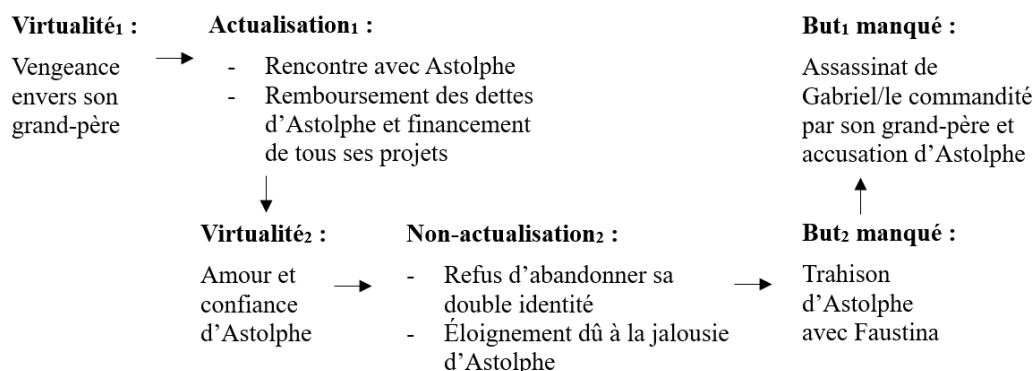 Virtualité₁ :
Vengeance
envers son
grand-père
Actualisation₁ :
- Rencontre avec Astolphe
- Remboursement des dettes
d’Astolphe et financement
de tous ses projets
But₁ manqué :
Assassinat de
Gabriel/le commandité
par son grand-père et
accusation d’Astolphe
Virtualité₂ :
Amour et
confiance
d’Astolphe
Non-actualisation₂ :
- Refus d’abandonner sa
double identité
- Éloignement dû à la jalousie
d’Astolphe
But₂ manqué :
Trahison
d’Astolphe
avec Faustina